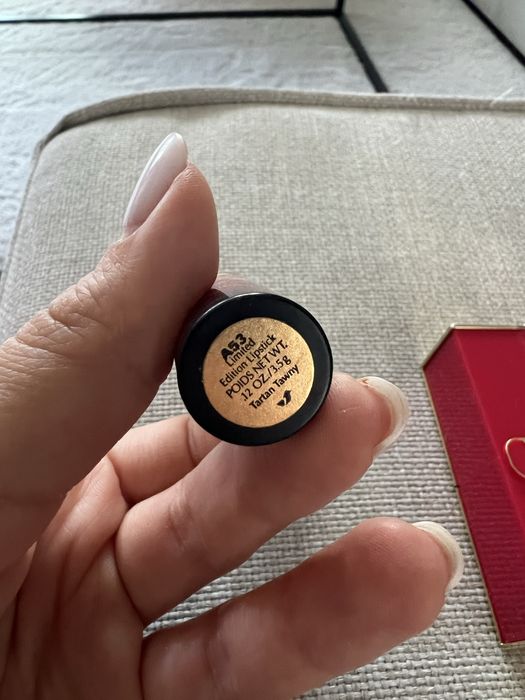 A53
Limited
Edition Lipstick
POIDS NET WT.
.12 OZ./3.5g
Tartan Tawny